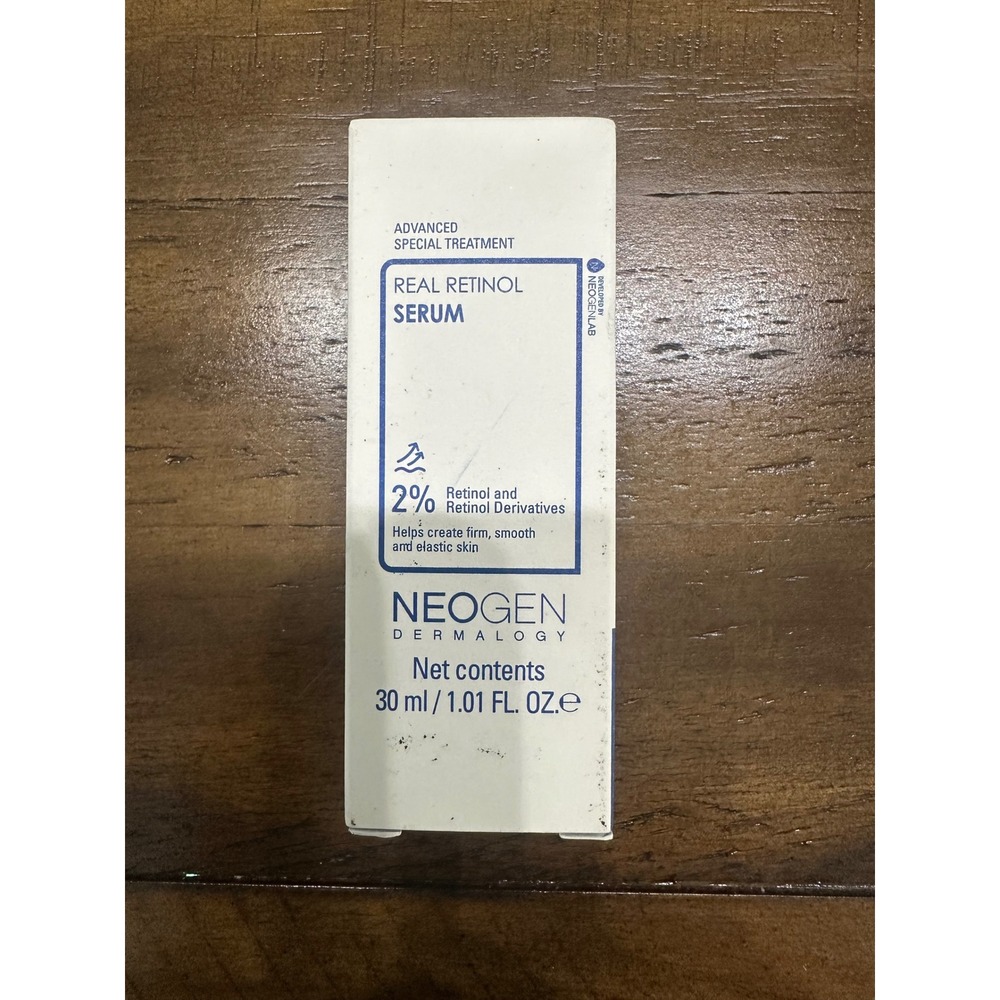 ADVANCED
SPECIAL TREATMENT
REAL RETINOL
SERUM
DEVELOPED BY
NEOGENLAB
2% Retinol and
Retinol Derivatives
Helps create firm, smooth
and elastic skin
NEOGEN
DERMALOGY
Net contents
30 ml / 1.01 FL. OZ.℮